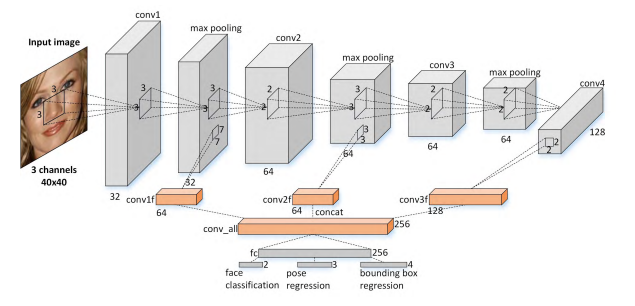 conv1
Input image
max pooling
conv2
max pooling
conv3
max pooling
conv4
3
3
3
3
3
3
2
2
3
3
2
2
2
2
7
7
3
3
2
2
3 channels
40x40
32
32
64
64
64
64
128
conv1f
64
conv2f
64
conv3f
128
concat
conv_all
256
fc
256
2
3
4
face
classification
pose
regression
bounding box
regression